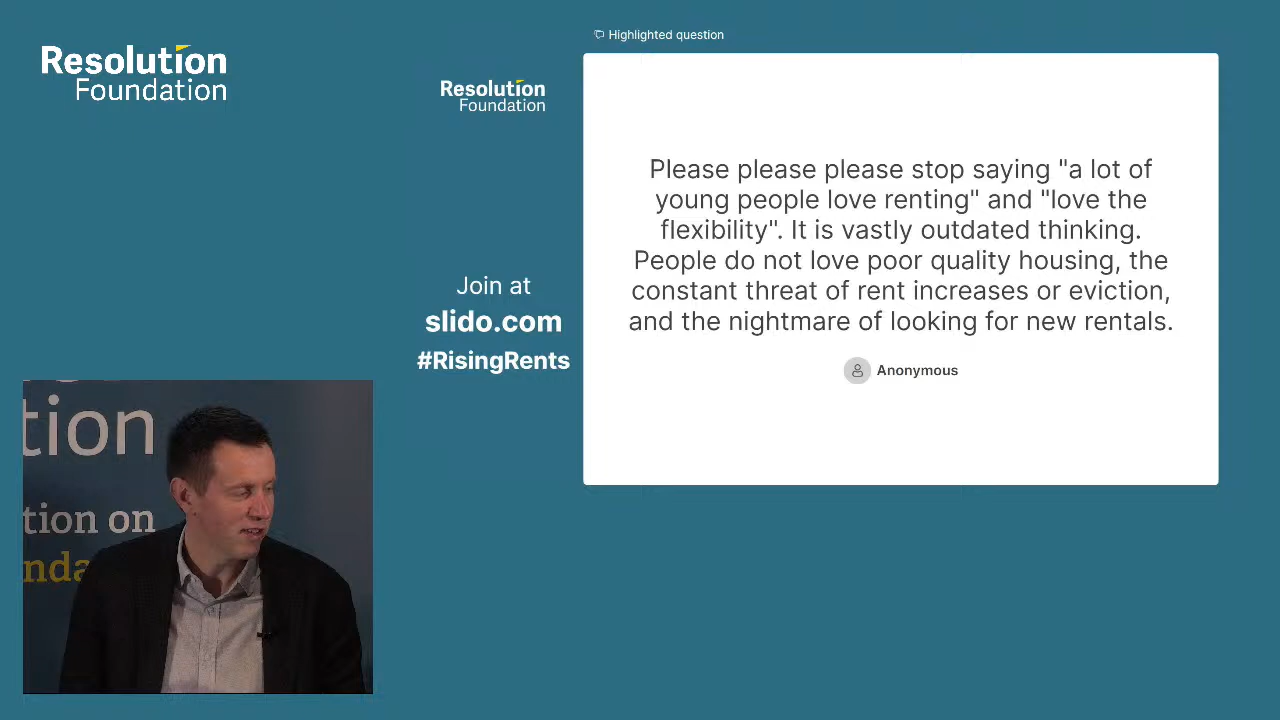 Resolution
Foundation
Highlighted question
Resolution
Foundation
Please please please stop saying "a lot of
young people love renting" and "love the
flexibility". It is vastly outdated thinking.
People do not love poor quality housing, the
constant threat of rent increases or eviction,
and the nightmare of looking for new rentals.
Anonymous
Join at
slido.com
#RisingRents
tion
tion on
nda